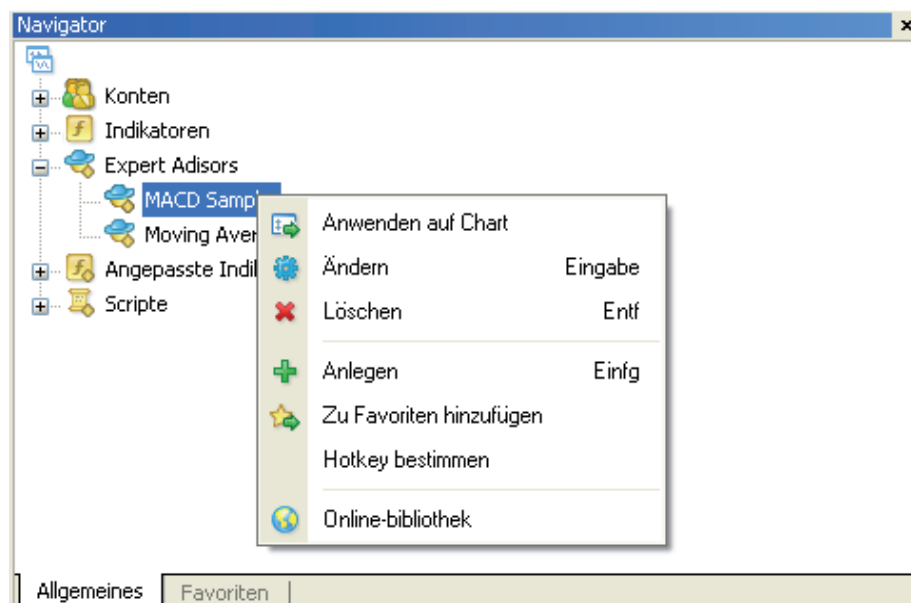 Navigator
Konten
Indikatoren
Expert Adisors
MACD Sampl
Moving Aver
Angepasste Indi
Scripte
Anwenden auf Chart
Ändern Eingabe
Löschen Entf
Anlegen Einfg
Zu Favoriten hinzufügen
Hotkey bestimmen
Online-bibliothek
Allgemeines Favoriten